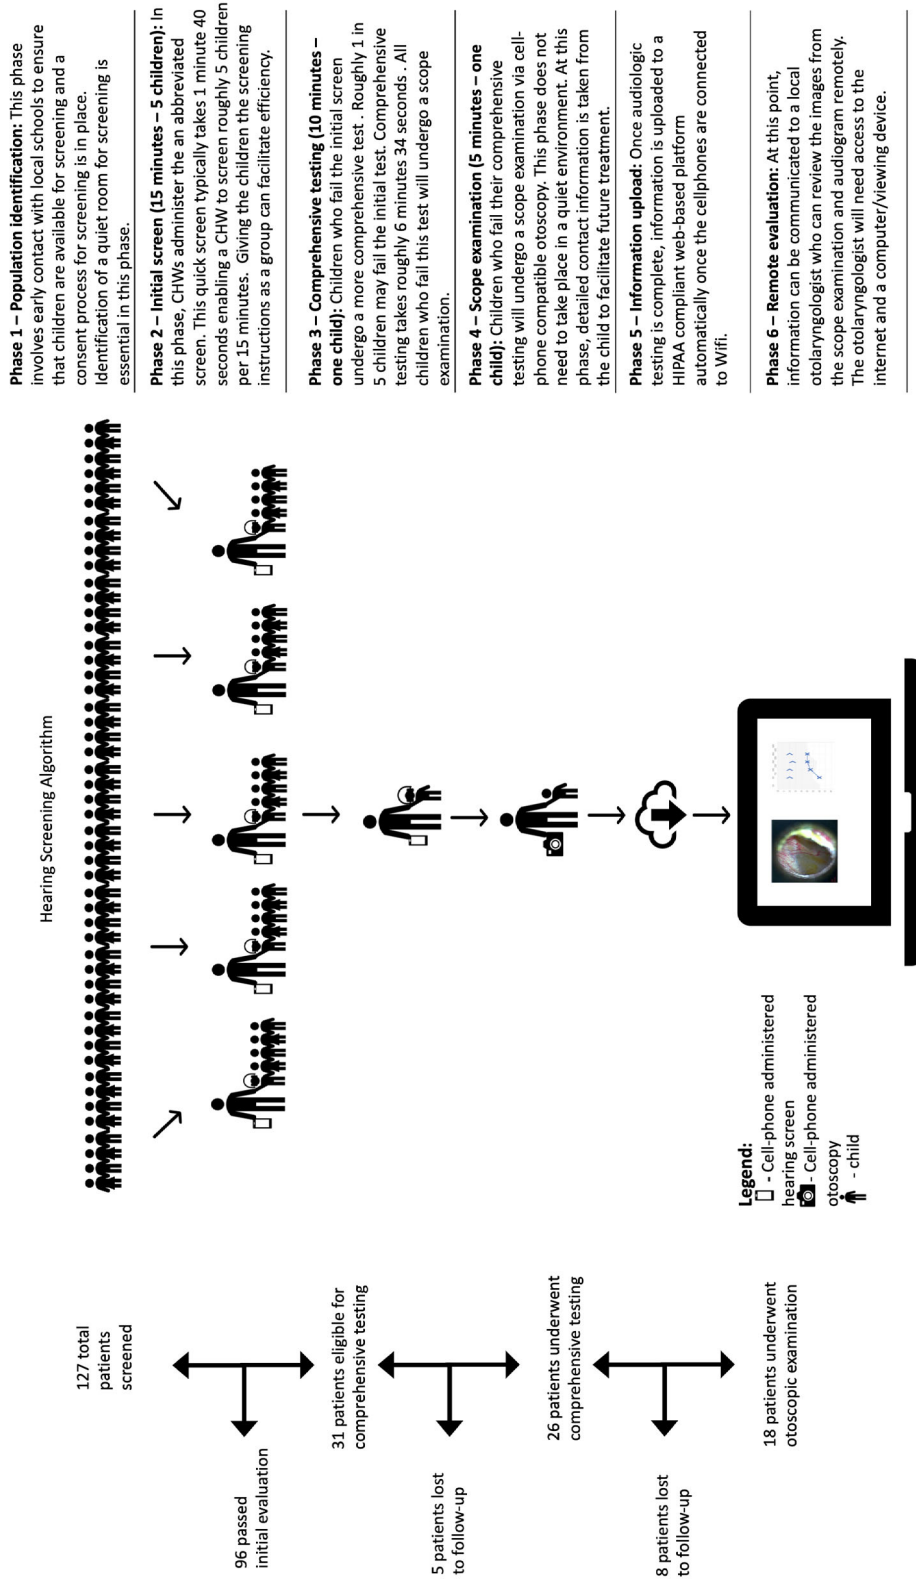 Hearing Screening Algorithm
127 total
patients
screened
96 passed
initial evaluation
31 patients eligible for
comprehensive testing
5 patients lost
to follow-up
26 patients underwent
comprehensive testing
8 patients lost
to follow-up
18 patients underwent
otoscopic examination
Legend:
- Cell-phone administered
hearing screen
- Cell-phone administered
otoscopy
- child
Phase 1 – Population identification: This phase
involves early contact with local schools to ensure
that children are available for screening and a
consent process for screening is in place.
Identification of a quiet room for screening is
essential in this phase.
Phase 2 – Initial screen (15 minutes – 5 children): In
this phase, CHWs administer the an abbreviated
screen. This quick screen typically takes 1 minute 40
seconds enabling a CHW to screen roughly 5 children
per 15 minutes. Giving the children the screening
instructions as a group can facilitate efficiency.
Phase 3 – Comprehensive testing (10 minutes –
one child): Children who fail the initial screen
undergo a more comprehensive test . Roughly 1 in
5 children may fail the initial test. Comprehensive
testing takes roughly 6 minutes 34 seconds . All
children who fail this test will undergo a scope
examination.
Phase 4 – Scope examination (5 minutes – one
child): Children who fail their comprehensive
testing will undergo a scope examination via cell-
phone compatible otoscopy. This phase does not
need to take place in a quiet environment. At this
phase, detailed contact information is taken from
the child to facilitate future treatment.
Phase 5 – Information upload: Once audiologic
testing is complete, information is uploaded to a
HIPAA compliant web-based platform
automatically once the cellphones are connected
to Wifi.
Phase 6 – Remote evaluation: At this point,
information can be communicated to a local
otolaryngologist who can review the images from
the scope examination and audiogram remotely.
The otolaryngologist will need access to the
internet and a computer/viewing device.